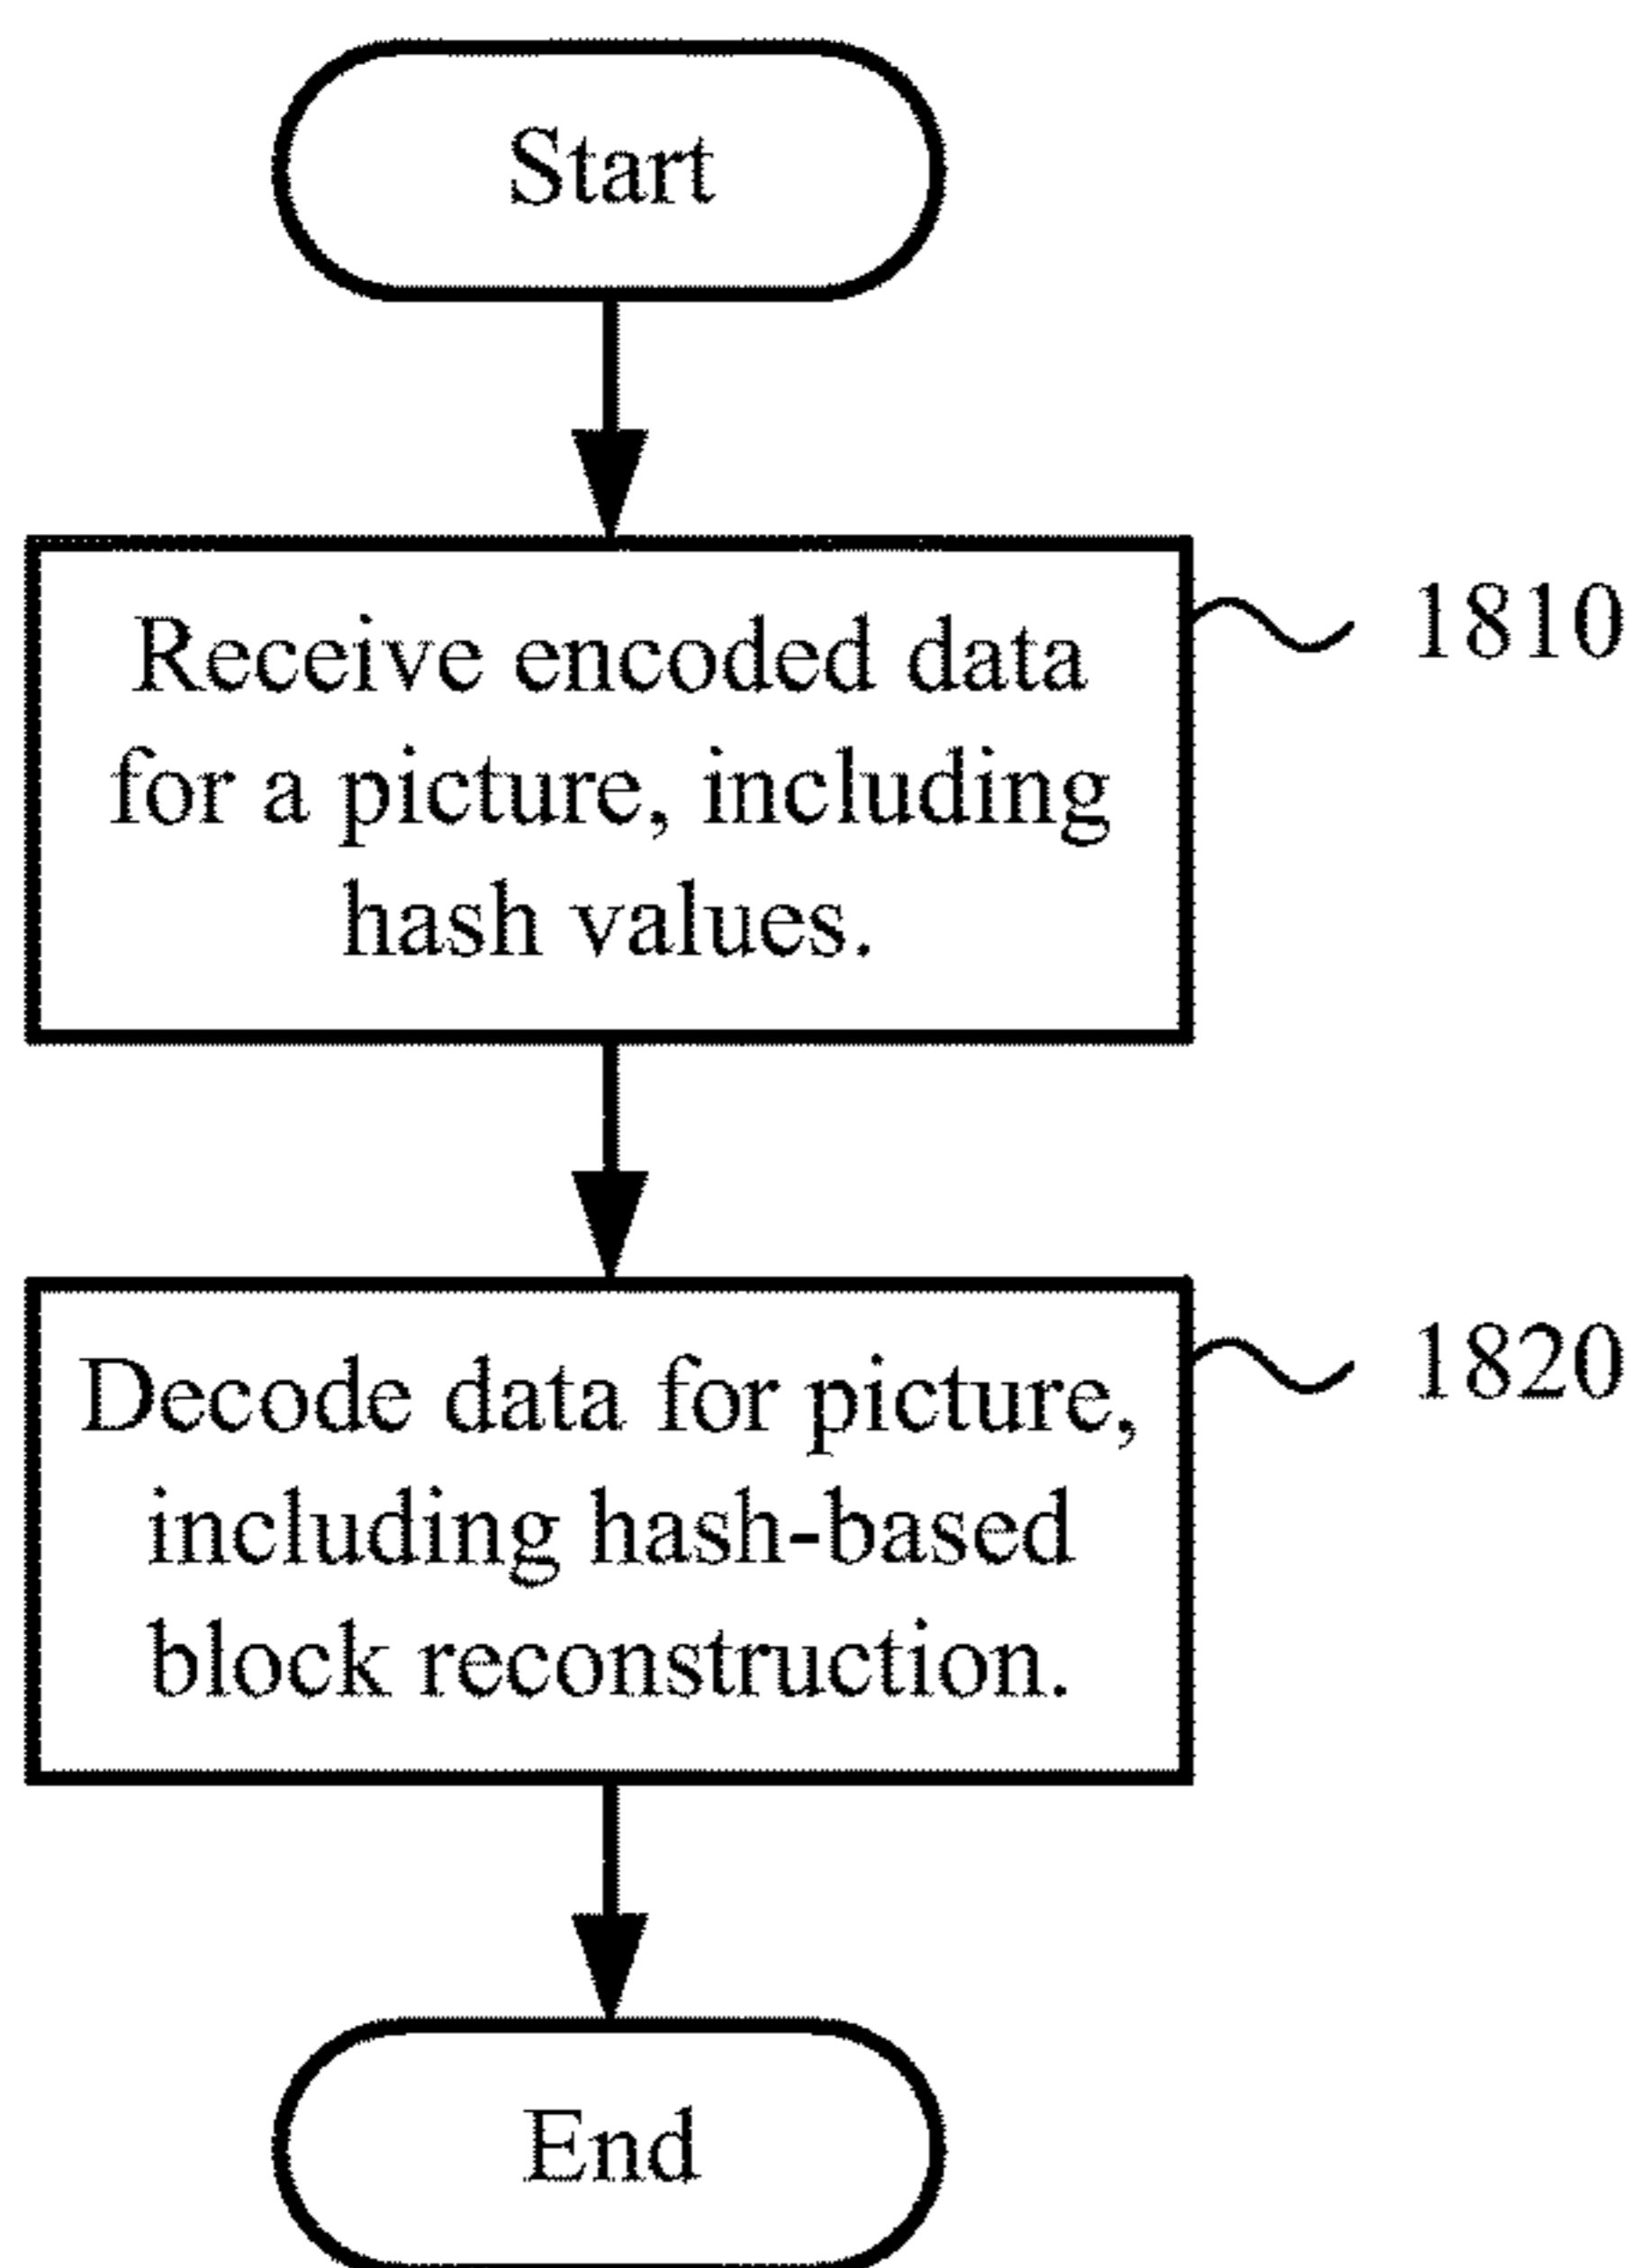 Start
Receive encoded data
for a picture, including
hash values.
1810
Decode data for picture,
including hash-based
block reconstruction.
1820
End